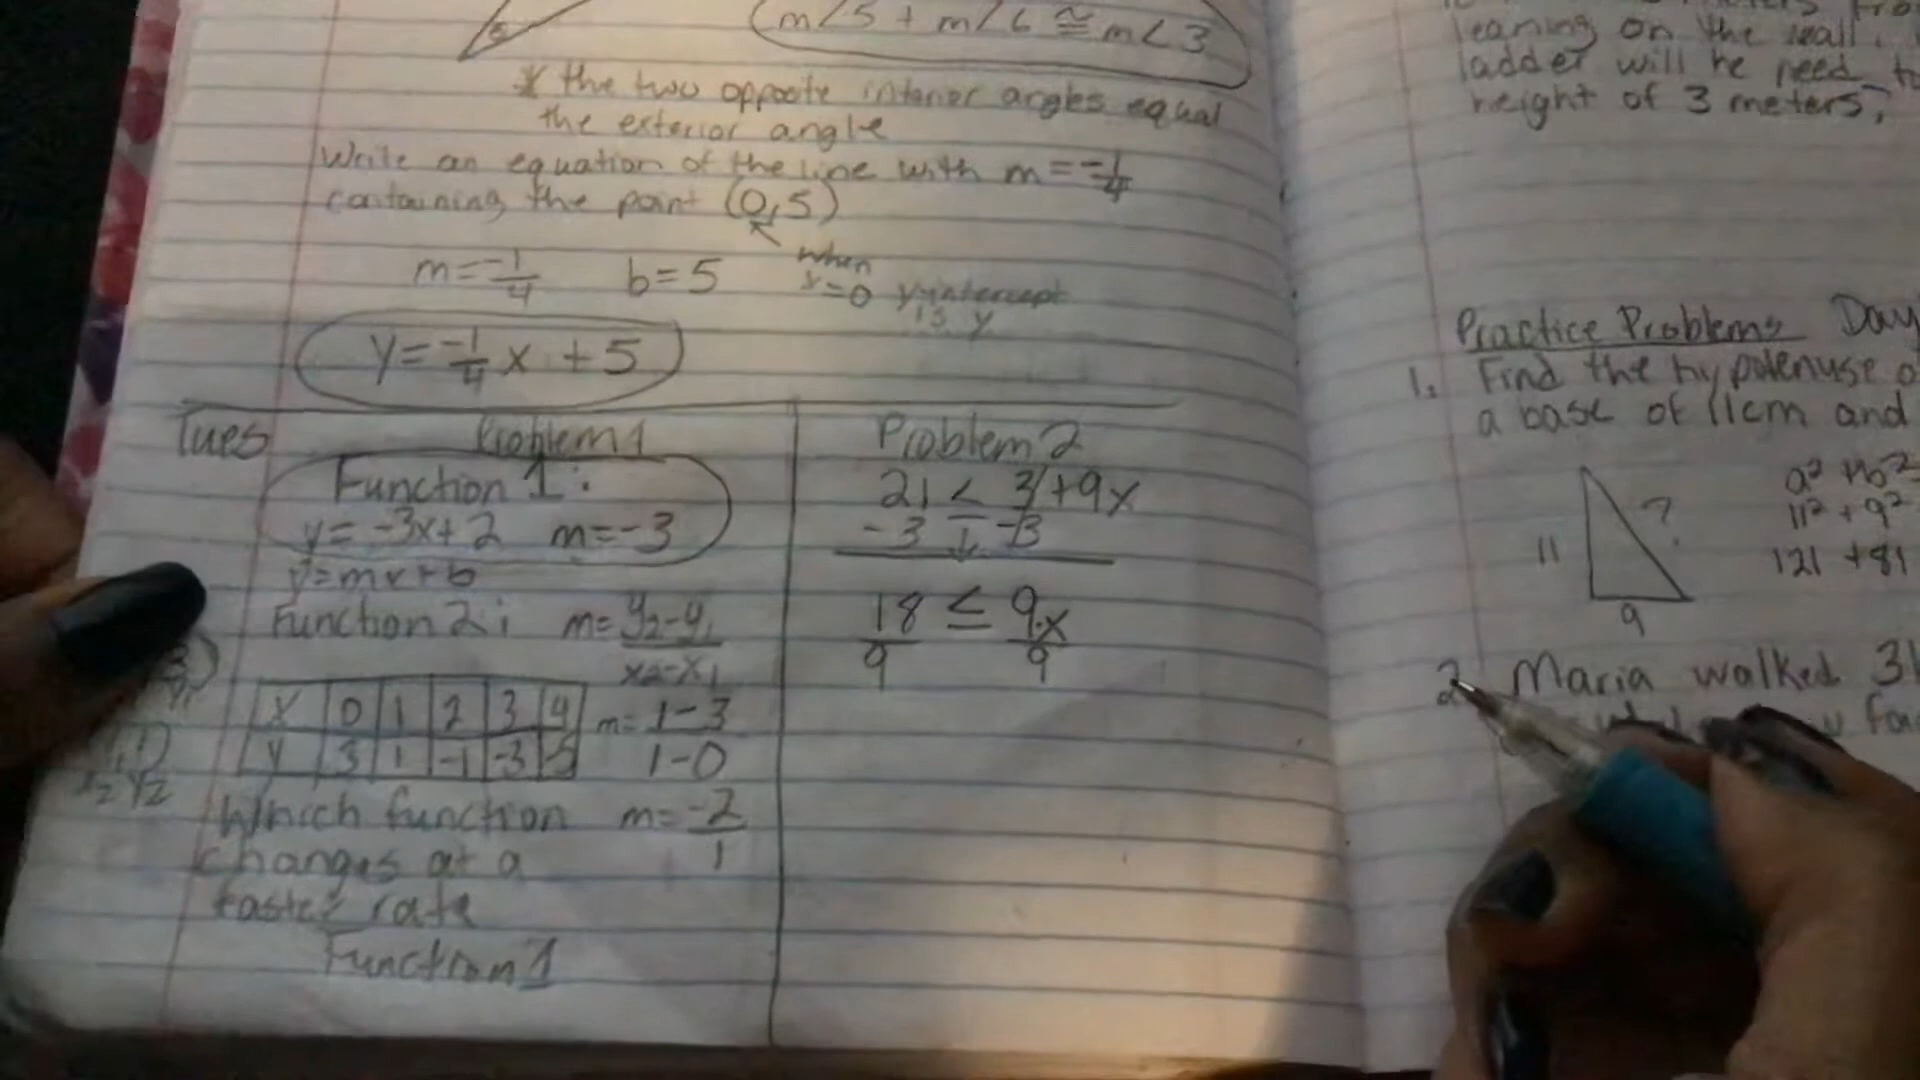 m∠5 + m∠6 ≅ m<3
* the two opposite interior angles equal
the exterior angle
Write an equation of the line with m = -1/4
containing the point (0,5)
when
x=0 y-intercept
is y
m = -1/4 b = 5
y = -1/4 x + 5
Tues
Problem 1
Function 1:
y = -3x + 2 m = -3
y=mx+b
Function 2: m = y2-y1
x2-x1
X 0 1 2 3 4
Y 3 1 -1 -3 -5
m= 1-3
1-0
x2 y2
Which function m= -2
1
changes at a
faster rate
Function 1
Problem 2
21 ≤ 3+9x
-3 ↓ -3
18 ≤ 9x
9 9
leaning on the wall.
ladder will he need
height of 3 meters,
Practice Problems Day
1. Find the hypotenuse o
a base of 11cm and
11
?
9
a² + b² =
11² + 9²
121 + 81
2. Maria walked 3